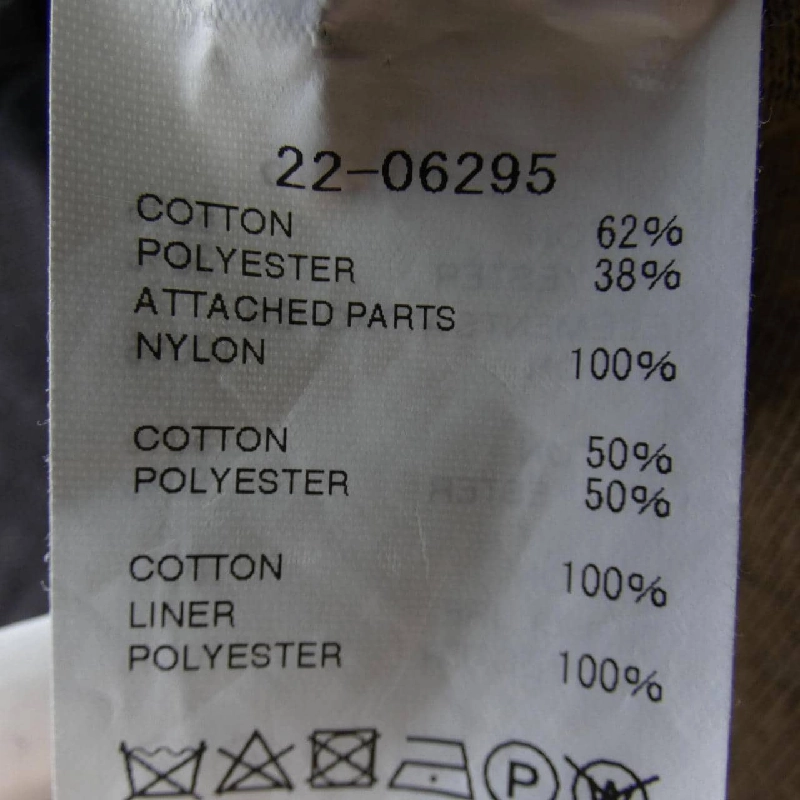 22-06295
COTTON 62%
POLYESTER 38%
ATTACHED PARTS
NYLON 100%
COTTON 50%
POLYESTER 50%
COTTON 100%
LINER
POLYESTER 100%
P
W